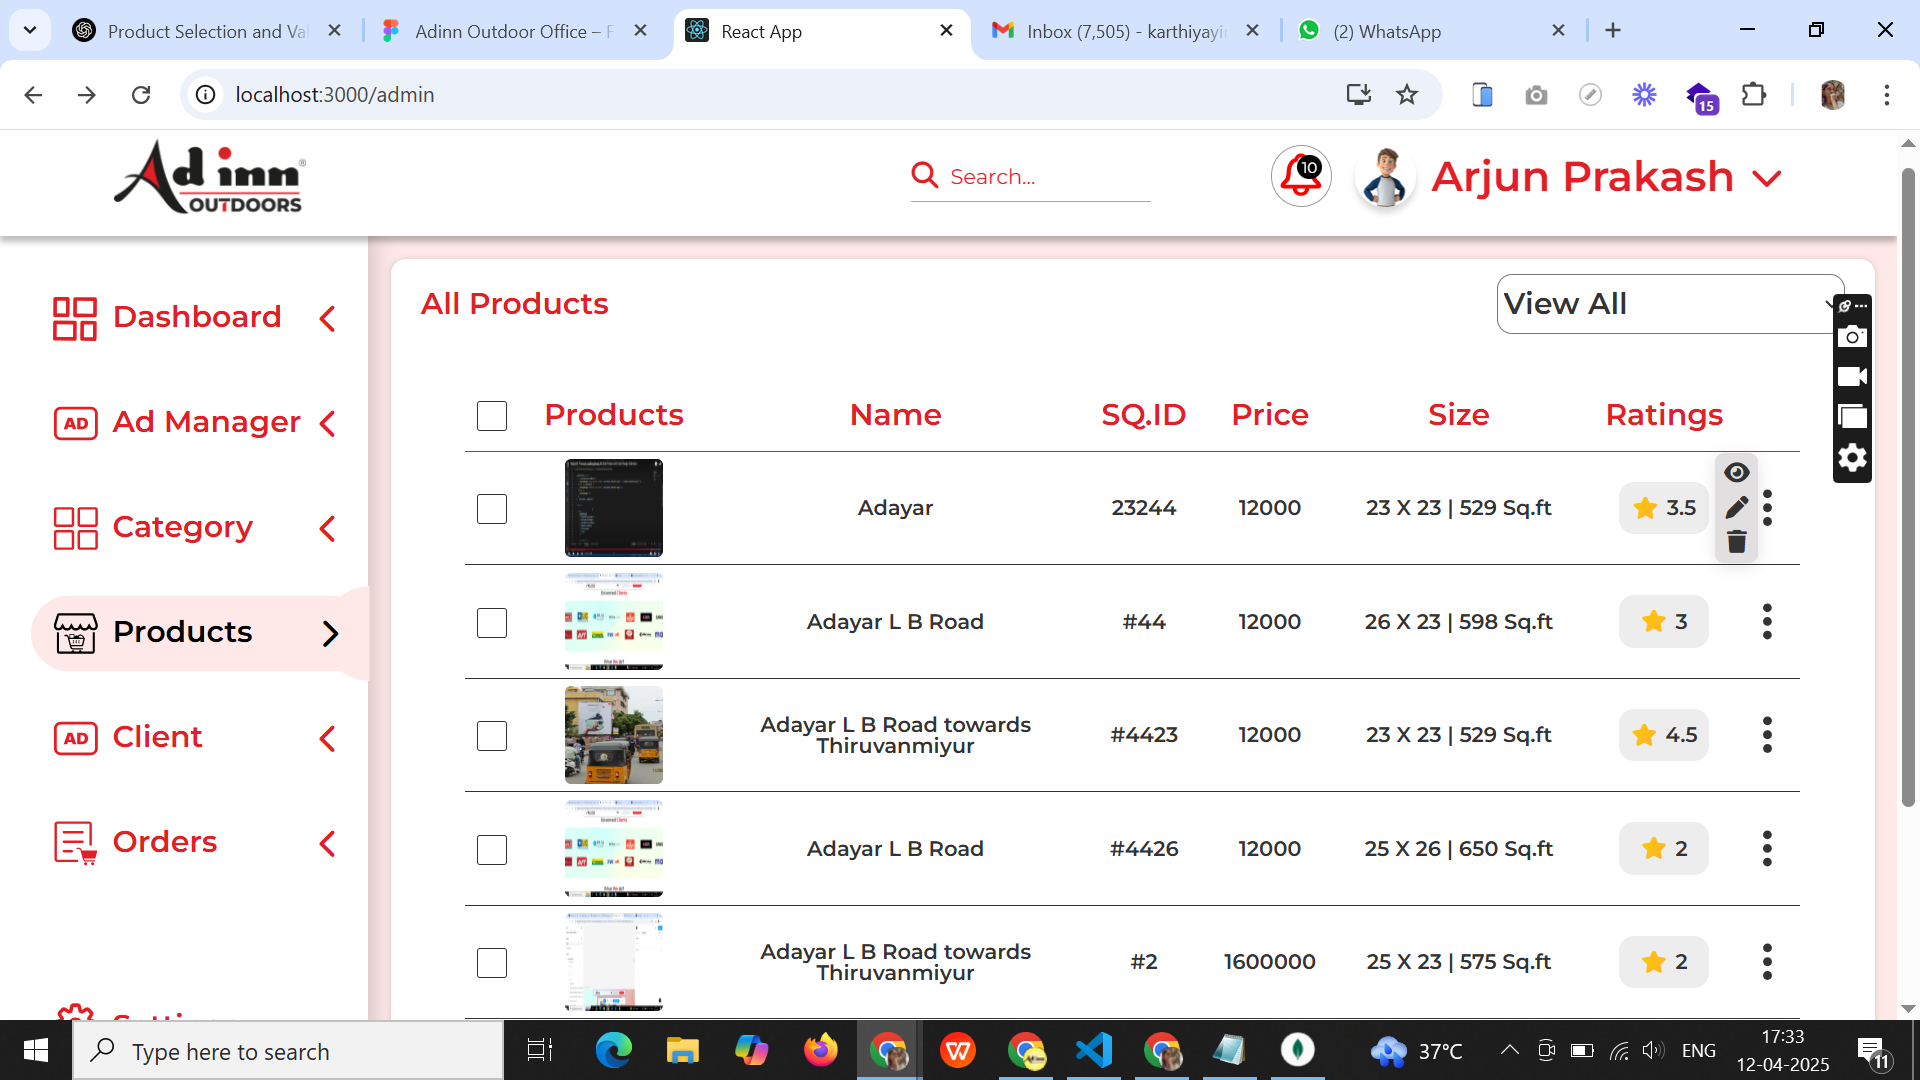 Product Selection and Val
Adinn Outdoor Office – F
React App
Inbox (7,505) - karthiyayin
(2) WhatsApp
localhost:3000/admin
15
Ad inn®
OUTDOORS
Search...
10
Arjun Prakash
Dashboard
AD Ad Manager
Category
Products
AD Client
Orders
All Products
View All
Products Name SQ.ID Price Size Ratings
Adayar 23244 12000 23 X 23 | 529 Sq.ft 3.5
Adayar L B Road #44 12000 26 X 23 | 598 Sq.ft 3
Adayar L B Road towards
Thiruvanmiyur #4423 12000 23 X 23 | 529 Sq.ft 4.5
Adayar L B Road #4426 12000 25 X 26 | 650 Sq.ft 2
Adayar L B Road towards
Thiruvanmiyur #2 1600000 25 X 23 | 575 Sq.ft 2
Type here to search
37°C
ENG
17:33
12-04-2025
11